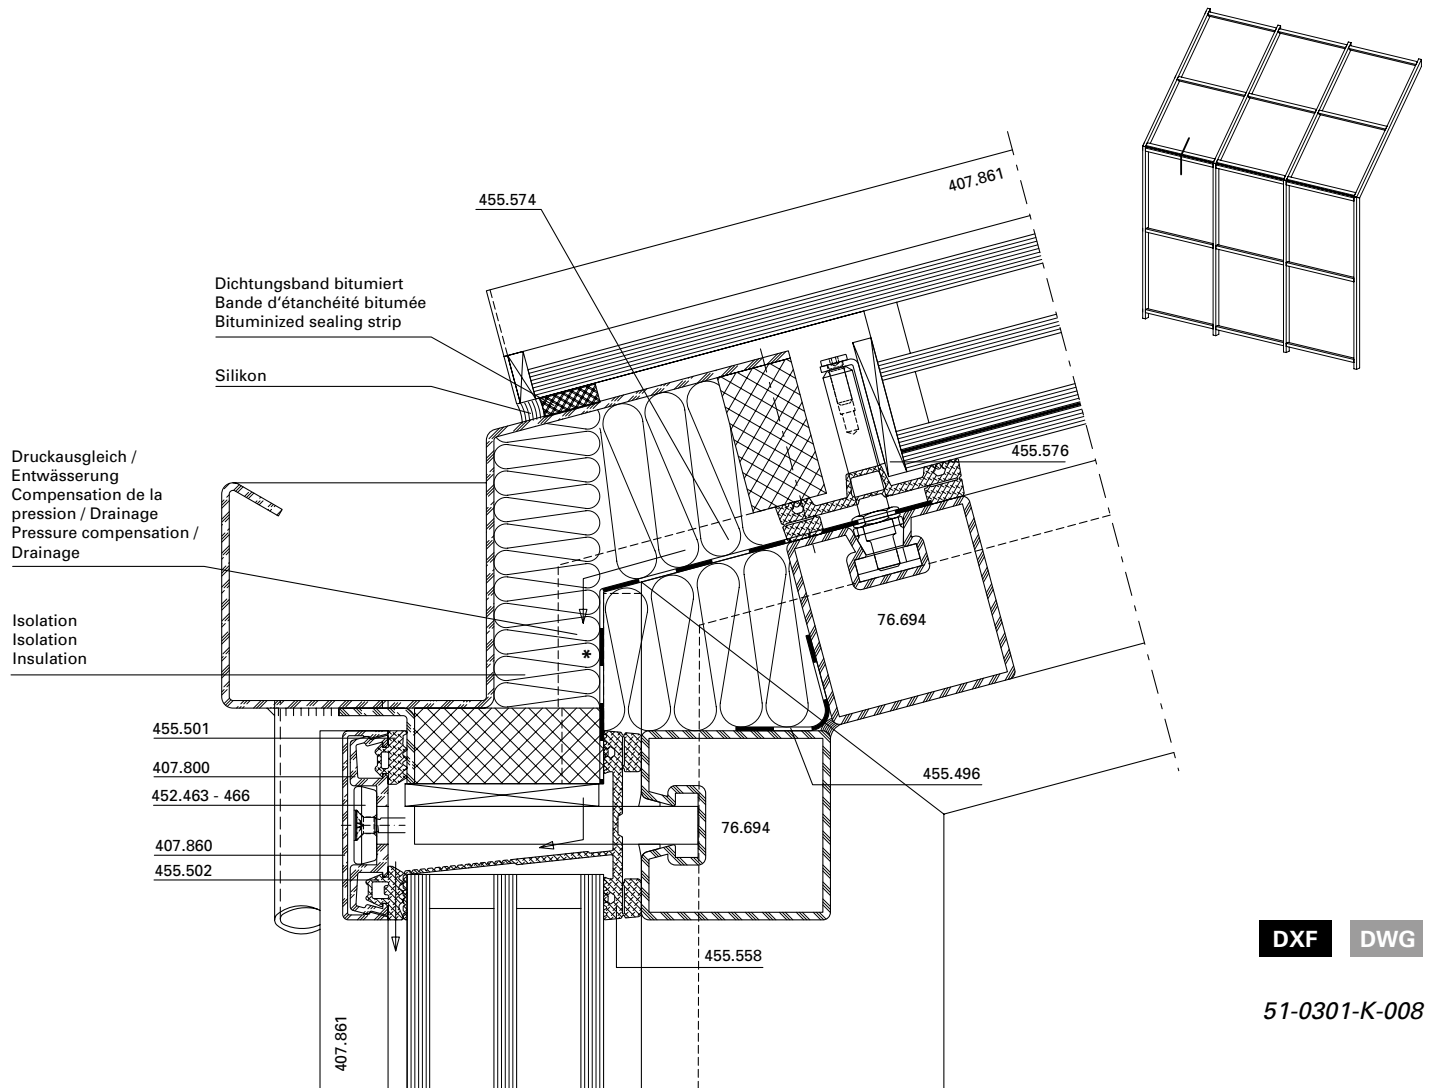 407.861
455.574
Dichtungsband bitumiert
Bande d‘étanchéité bitumée
Bituminized sealing strip
Silikon
Druckausgleich /
Entwässerung
Compensation de la
pression / Drainage
Pressure compensation /
Drainage
455.576
Isolation
Isolation
Insulation
76.694
*
455.501
407.800
452.463 - 466
407.860
455.502
455.496
76.694
455.558
407.861
DXF DWG
51-0301-K-008